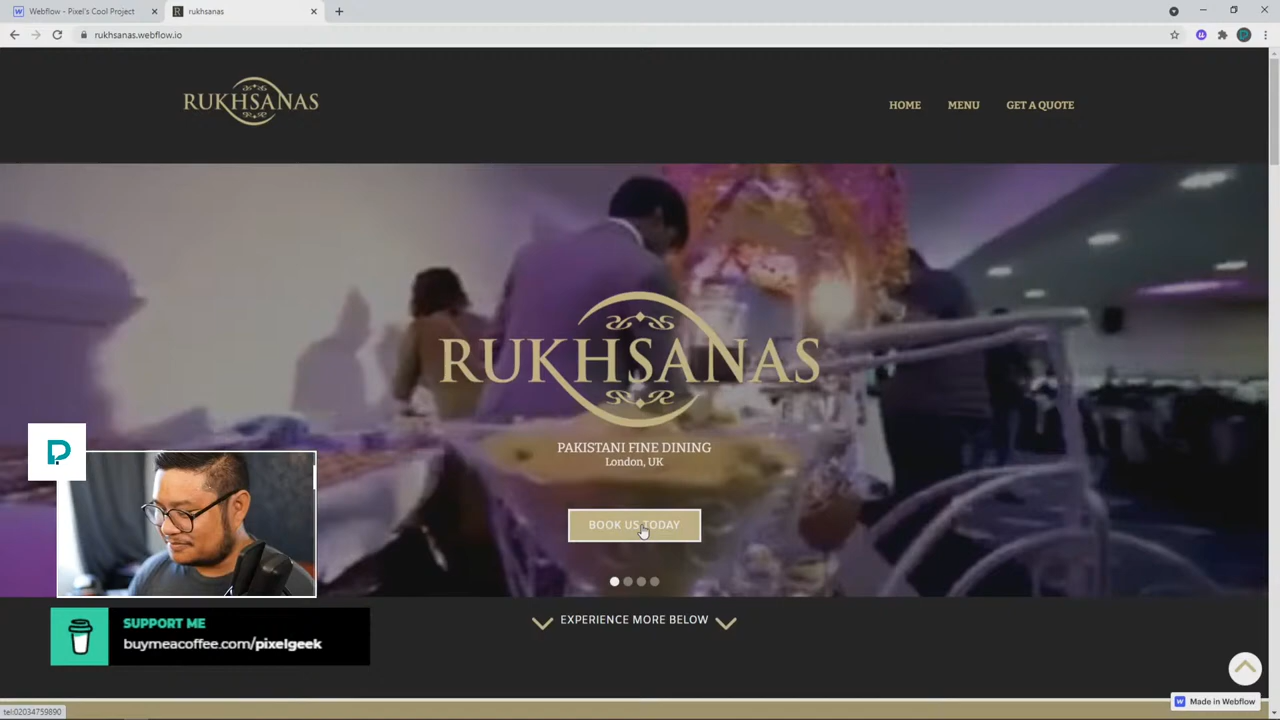 Webflow - Pixel's Cool Project
rukhsanas
rukhsanas.webflow.io
RUKHSANAS
HOME MENU GET A QUOTE
RUKHSANAS
PAKISTANI FINE DINING
London, UK
BOOK US TODAY
EXPERIENCE MORE BELOW
SUPPORT ME
buymeacoffee.com/pixelgeek
Made in Webflow
tel:02034759890